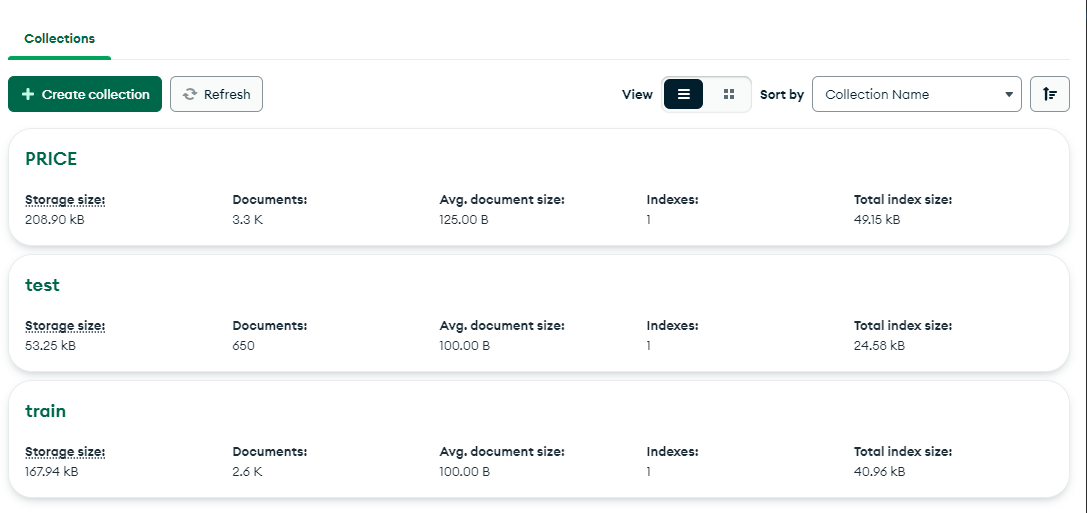 Collections
Create collection Refresh View Sort by Collection Name
PRICE
Storage size: Documents: Avg. document size: Indexes: Total index size:
208.90 kB 3.3 K 125.00 B 1 49.15 kB
test
Storage size: Documents: Avg. document size: Indexes: Total index size:
53.25 kB 650 100.00 B 1 24.58 kB
train
Storage size: Documents: Avg. document size: Indexes: Total index size:
167.94 kB 2.6 K 100.00 B 1 40.96 kB